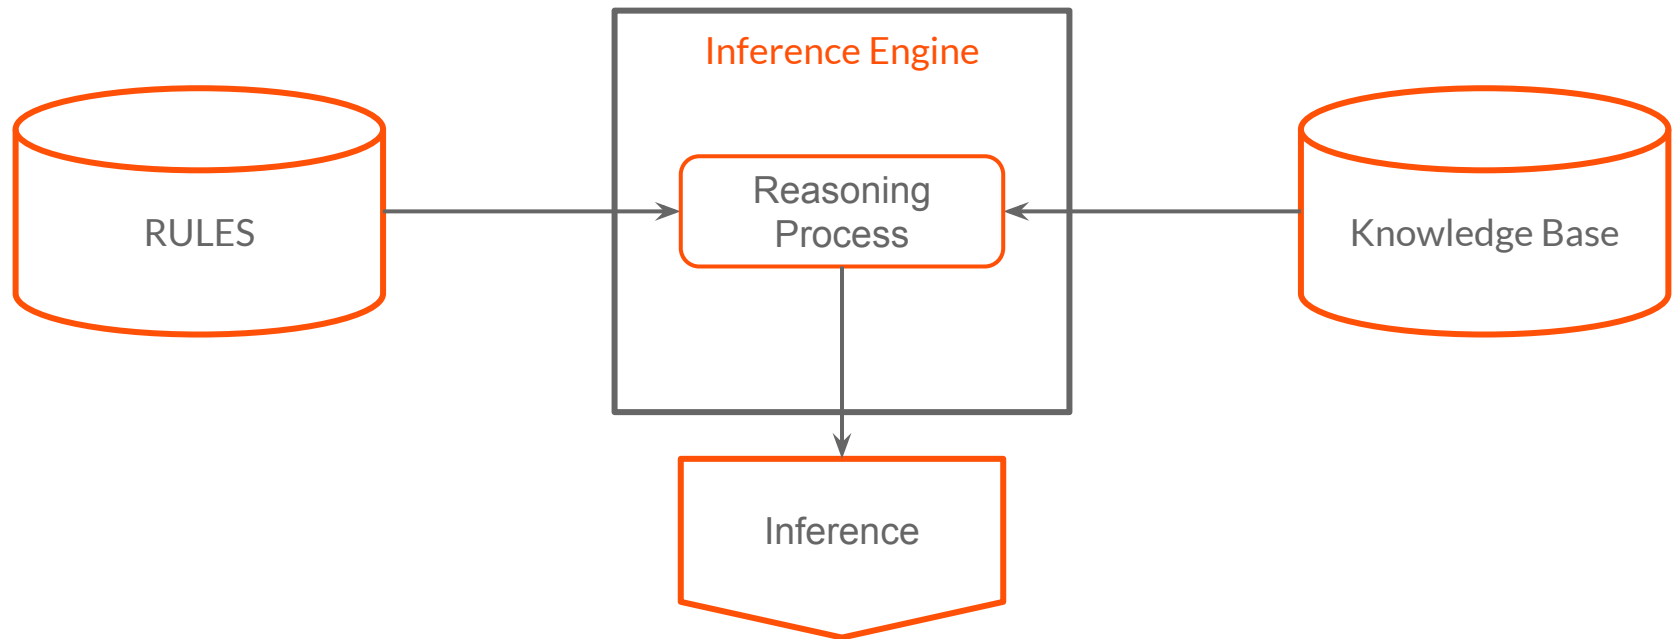 Inference Engine
RULES
Reasoning
Process
Knowledge Base
Inference